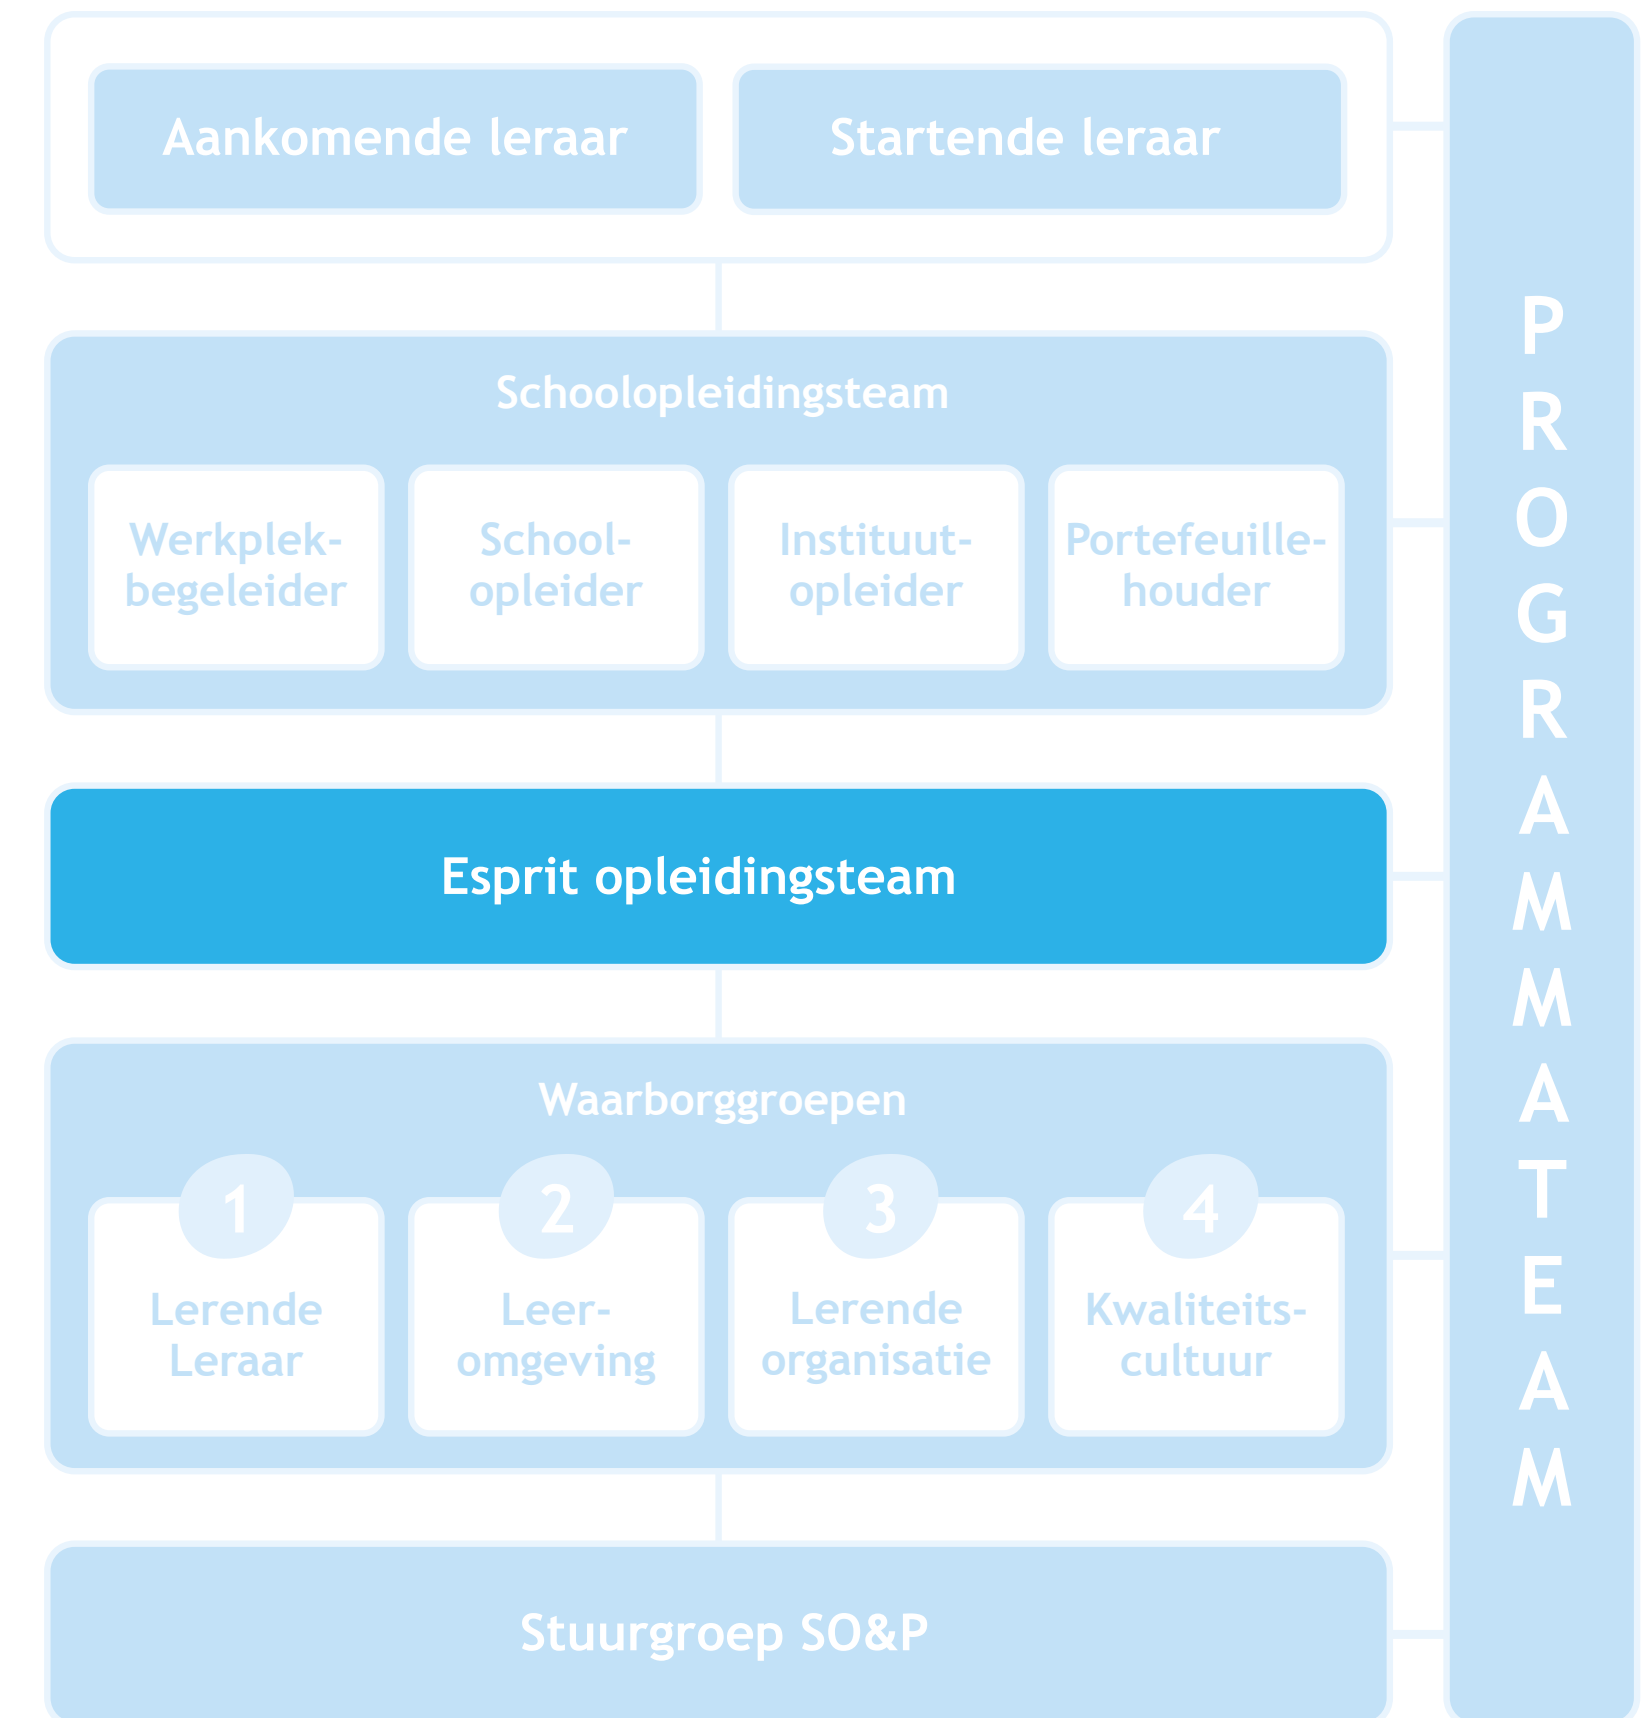 Aankomende leraar
Startende leraar
Schoolopleidingsteam
Werkplek-
begeleider
School-
opleider
Instituut-
opleider
Portefeuille-
houder
Esprit opleidingsteam
Waarborggroepen
1
Lerende
Leraar
2
Leer-
omgeving
3
Lerende
organisatie
4
Kwaliteits-
cultuur
Stuurgroep SO&P
PROGRAMMATEAM